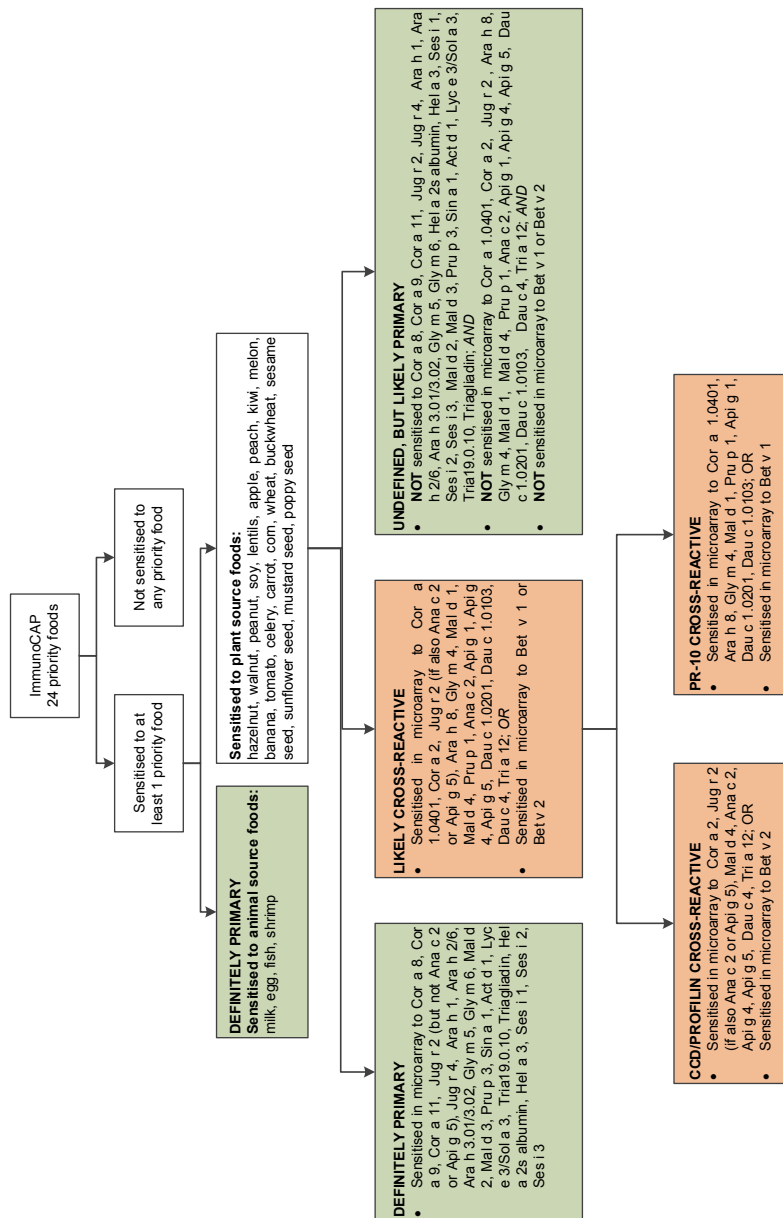 ImmunoCAP
24 priority foods
Sensitised to at
least 1 priority food
Not sensitised to
any priority food
DEFINITELY PRIMARY
Sensitised to animal source foods:
milk, egg, fish, shrimp
Sensitised to plant source foods:
hazelnut, walnut, peanut, soy, lentils, apple, peach, kiwi, melon,
banana, tomato, celery, carrot, corn, wheat, buckwheat, sesame
seed, sunflower seed, mustard seed, poppy seed
DEFINITELY PRIMARY
• Sensitised in microarray to Cor a 8, Cor
a 9, Cor a 11, Jug r 2 (but not Ana c 2
or Api g 5), Jug r 4, Ara h 1, Ara h 2/6,
Ara h 3.01/3.02, Gly m 5, Gly m 6, Mal d
2, Mal d 3, Pru p 3, Sin a 1, Act d 1, Lyc
e 3/Sol a 3, Tria19.0.10, Triagliadin, Hel
a 2s albumin, Hel a 3, Ses i 1, Ses i 2,
Ses i 3
LIKELY CROSS-REACTIVE
• Sensitised in microarray to Cor a
1.0401, Cor a 2, Jug r 2 (if also Ana c 2
or Api g 5), Ara h 8, Gly m 4, Mal d 1,
Mal d 4, Pru p 1, Ana c 2, Api g 1, Api g
4, Api g 5, Dau c 1.0201, Dau c 1.0103,
Dau c 4, Tri a 12; OR
• Sensitised in microarray to Bet v 1 or
Bet v 2
UNDEFINED, BUT LIKELY PRIMARY
• NOT sensitised to Cor a 8, Cor a 9, Cor a 11, Jug r 2, Jug r 4, Ara h 1, Ara
h 2/6, Ara h 3.01/3.02, Gly m 5, Gly m 6, Hel a 2s albumin, Hel a 3, Ses i 1,
Ses i 2, Ses i 3, Mal d 2, Mal d 3, Pru p 3, Sin a 1, Act d 1, Lyc e 3/Sol a 3,
Tria19.0.10, Triagliadin; AND
• NOT sensitised in microarray to Cor a 1.0401, Cor a 2, Jug r 2 , Ara h 8,
Gly m 4, Mal d 1, Mal d 4, Pru p 1, Ana c 2, Api g 1, Api g 4, Api g 5, Dau
c 1.0201, Dau c 1.0103, Dau c 4, Tri a 12; AND
• NOT sensitised in microarray to Bet v 1 or Bet v 2
CCD/PROFILIN CROSS-REACTIVE
• Sensitised in microarray to Cor a 2, Jug r 2
(if also Ana c 2 or Api g 5), Mal d 4, Ana c 2,
Api g 4, Api g 5, Dau c 4, Tri a 12; OR
• Sensitised in microarray to Bet v 2
PR-10 CROSS-REACTIVE
• Sensitised in microarray to Cor a 1.0401,
Ara h 8, Gly m 4, Mal d 1, Pru p 1, Api g 1,
Dau c 1.0201, Dau c 1.0103; OR
• Sensitised in microarray to Bet v 1